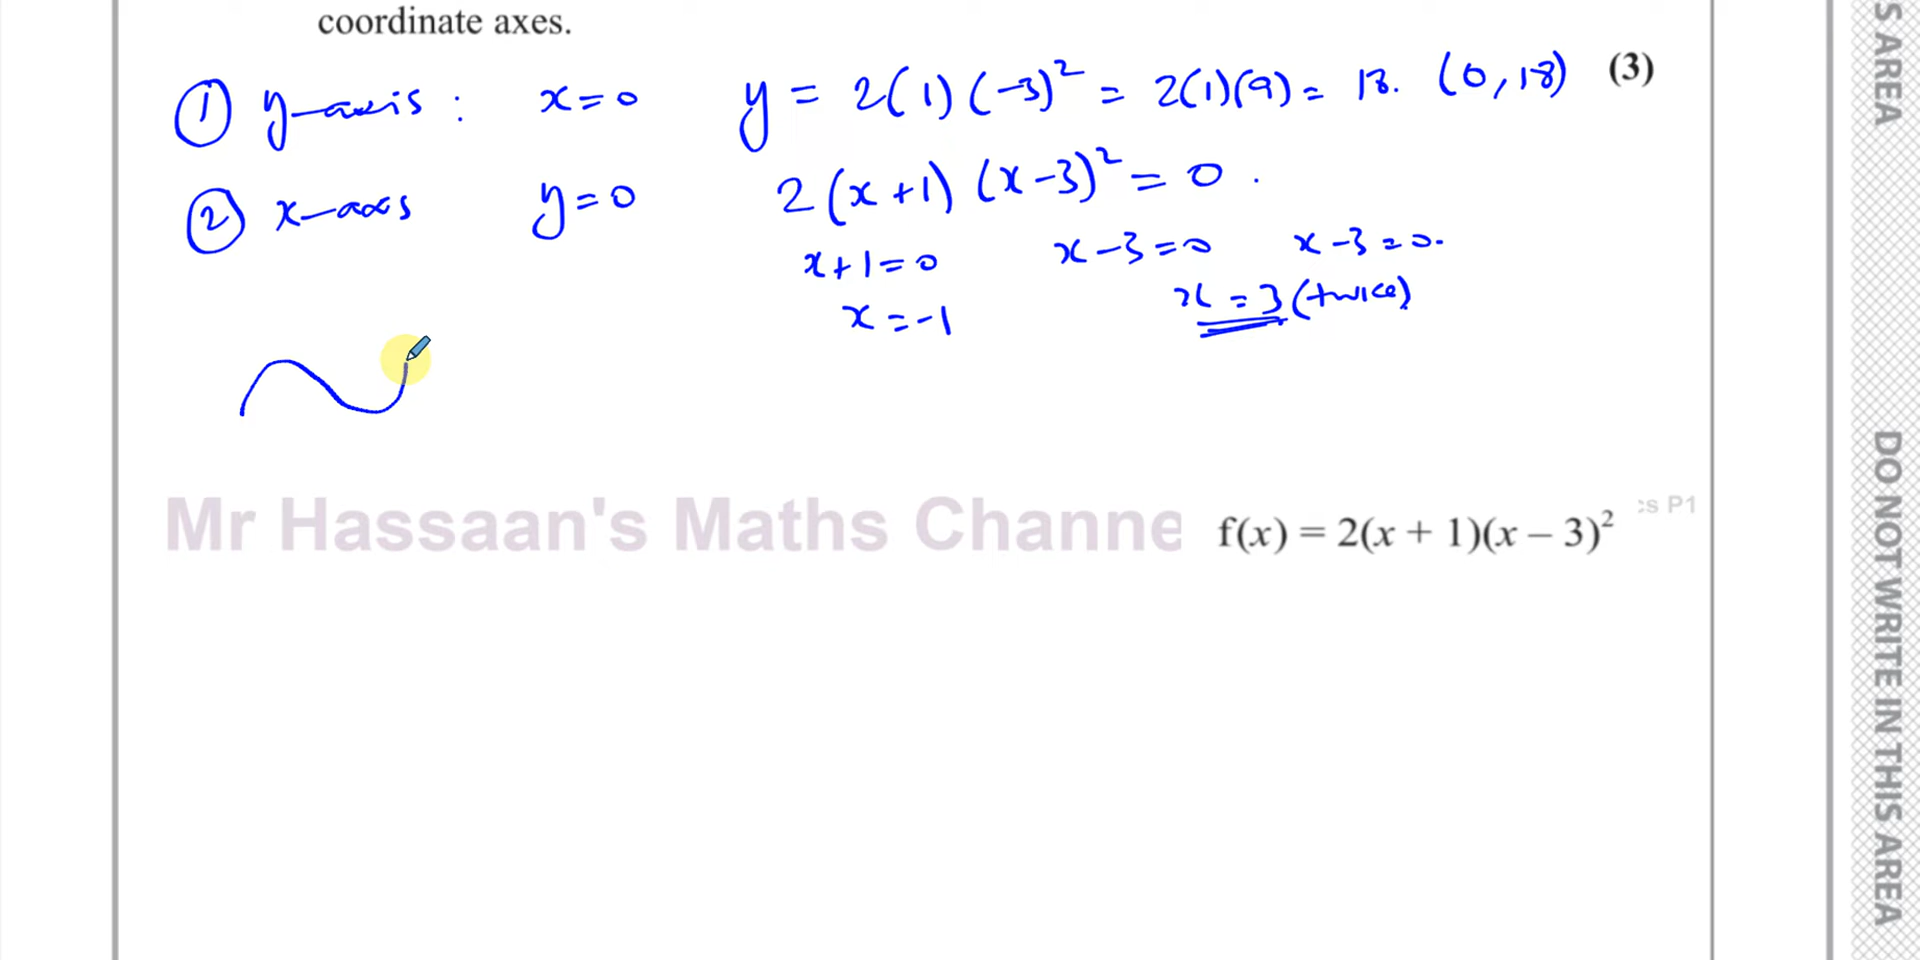 coordinate axes.
① y-axis : x=0 y = 2(1)(-3)² = 2(1)(9) = 18. (0,18) (3)
② x-axis y=0 2(x+1)(x-3)² = 0.
x+1=0 x-3=0 x-3=0.
x=-1 x=3 (twice)
Mr Hassaan's Maths Channe f(x) = 2(x + 1)(x – 3)² cs P1
S AREA
DO NOT WRITE IN THIS AREA